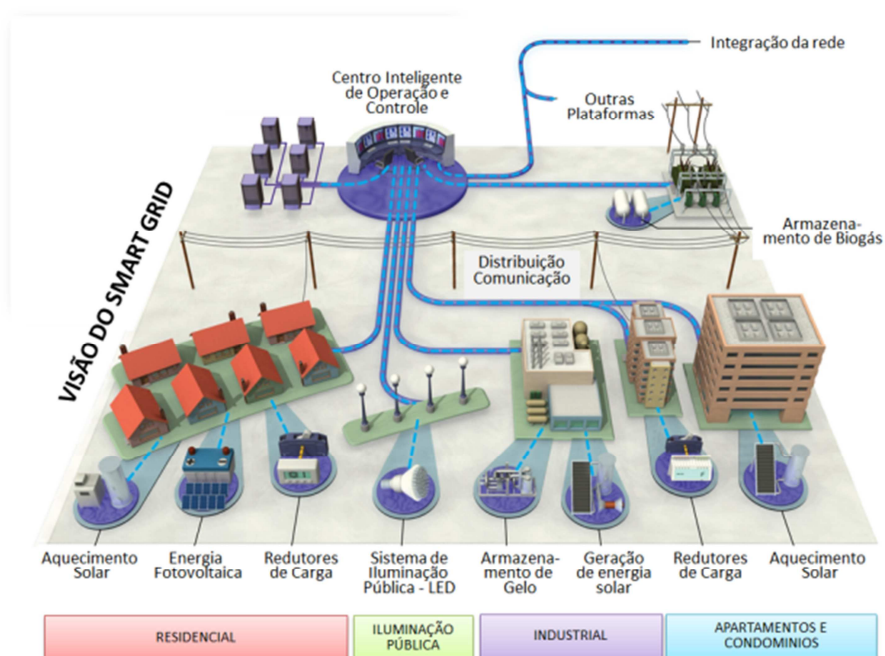 Integração da rede
Centro Inteligente
de Operação e
Controle
Outras
Plataformas
VISÃO DO SMART GRID
Armazena-
mento de Biogás
Distribuição
Comunicação
Aquecimento
Solar
Energia
Fotovoltaica
Redutores
de Carga
Sistema de
Iluminação
Pública - LED
Armazena-
mento de Gelo
Geração
de energia
solar
Redutores
de Carga
Aquecimento
Solar
RESIDENCIAL
ILUMINAÇÃO
PÚBLICA
INDUSTRIAL
APARTAMENTOS E
CONDOMINIOS